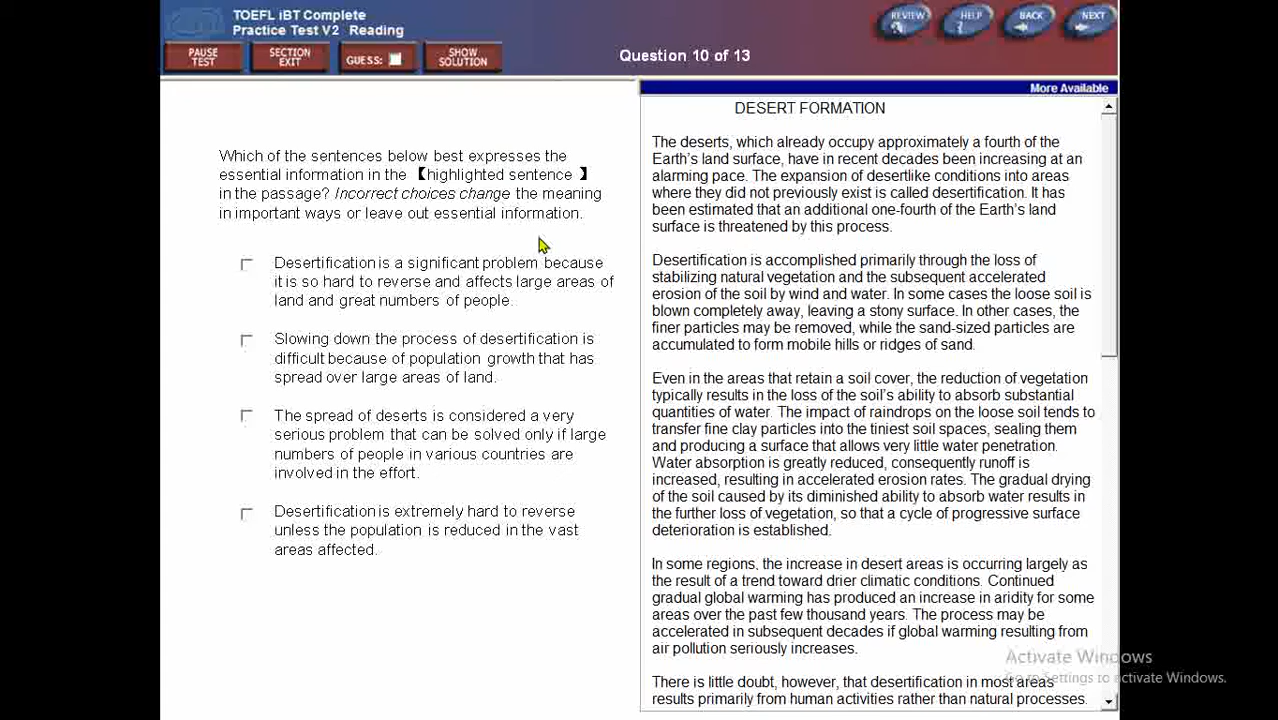 TOEFL iBT Complete
Practice Test V2 Reading
REVIEW
HELP
BACK
NEXT
PAUSE
TEST
SECTION
EXIT
GUESS:
SHOW
SOLUTION
Question 10 of 13
More Available
Which of the sentences below best expresses the
essential information in the 【highlighted sentence 】
in the passage? Incorrect choices change the meaning
in important ways or leave out essential information.
Desertification is a significant problem because
it is so hard to reverse and affects large areas of
land and great numbers of people.
Slowing down the process of desertification is
difficult because of population growth that has
spread over large areas of land.
The spread of deserts is considered a very
serious problem that can be solved only if large
numbers of people in various countries are
involved in the effort.
Desertification is extremely hard to reverse
unless the population is reduced in the vast
areas affected.
DESERT FORMATION
The deserts, which already occupy approximately a fourth of the
Earth's land surface, have in recent decades been increasing at an
alarming pace. The expansion of desertlike conditions into areas
where they did not previously exist is called desertification. It has
been estimated that an additional one-fourth of the Earth's land
surface is threatened by this process.
Desertification is accomplished primarily through the loss of
stabilizing natural vegetation and the subsequent accelerated
erosion of the soil by wind and water. In some cases the loose soil is
blown completely away, leaving a stony surface. In other cases, the
finer particles may be removed, while the sand-sized particles are
accumulated to form mobile hills or ridges of sand.
Even in the areas that retain a soil cover, the reduction of vegetation
typically results in the loss of the soil's ability to absorb substantial
quantities of water. The impact of raindrops on the loose soil tends to
transfer fine clay particles into the tiniest soil spaces, sealing them
and producing a surface that allows very little water penetration.
Water absorption is greatly reduced, consequently runoff is
increased, resulting in accelerated erosion rates. The gradual drying
of the soil caused by its diminished ability to absorb water results in
the further loss of vegetation, so that a cycle of progressive surface
deterioration is established.
In some regions, the increase in desert areas is occurring largely as
the result of a trend toward drier climatic conditions. Continued
gradual global warming has produced an increase in aridity for some
areas over the past few thousand years. The process may be
accelerated in subsequent decades if global warming resulting from
air pollution seriously increases.
There is little doubt, however, that desertification in most areas
results primarily from human activities rather than natural processes.
Activate Windows
Go to Settings to activate Windows.